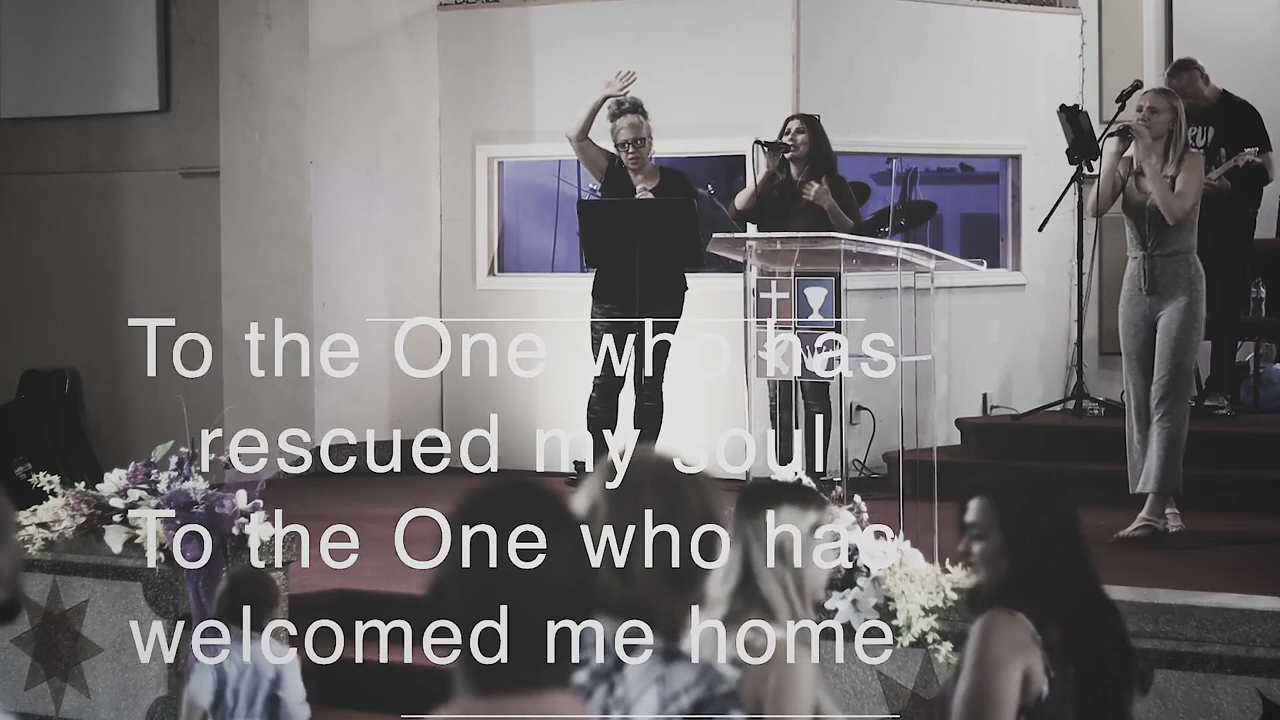 To the One who has
rescued my soul
To the One who has
welcomed me home